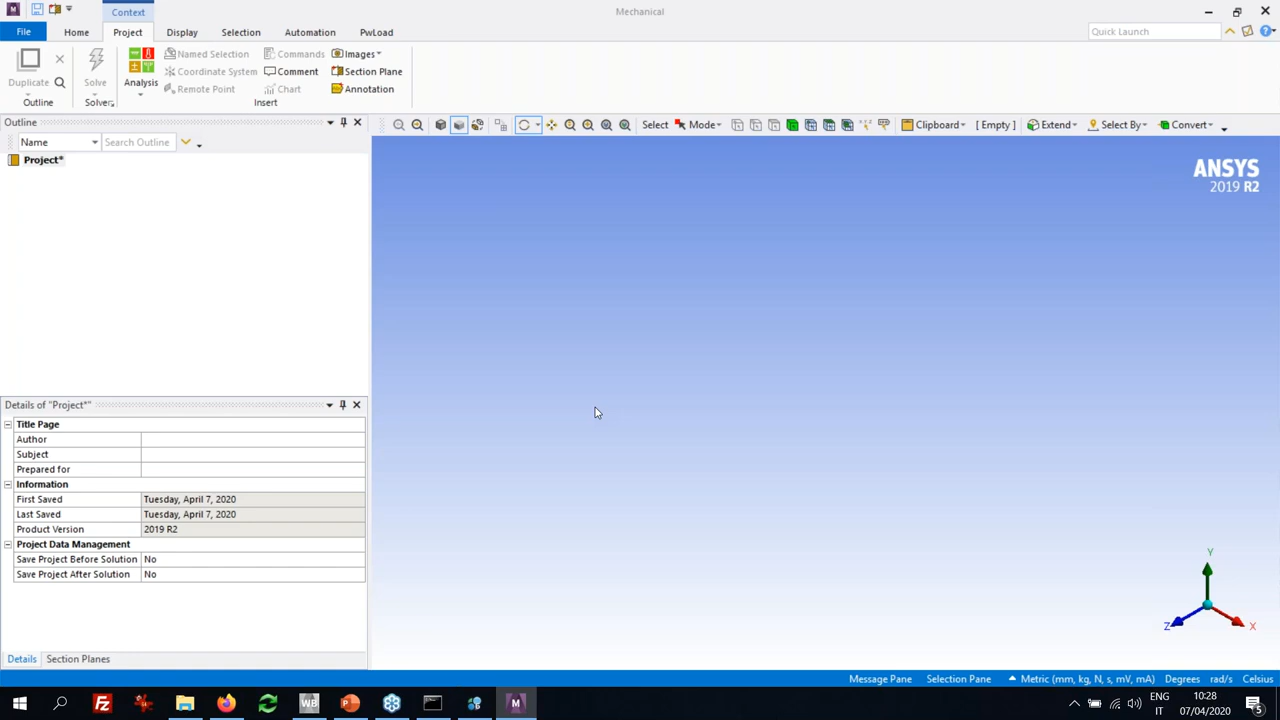 Context
Mechanical
File
Home
Project
Display
Selection
Automation
PwLoad
Quick Launch
Duplicate
Outline
Solve
Solver
Analysis
Named Selection
Coordinate System
Remote Point
Commands
Comment
Chart
Images
Section Plane
Annotation
Insert
Outline
Name
Search Outline
Project*
Select
Mode
Clipboard
[ Empty ]
Extend
Select By
Convert
ANSYS
2019 R2
Details of "Project*"
Title Page
Author
Subject
Prepared for
Information
First Saved Tuesday, April 7, 2020
Last Saved Tuesday, April 7, 2020
Product Version 2019 R2
Project Data Management
Save Project Before Solution No
Save Project After Solution No
Details
Section Planes
Y
Z
X
Message Pane
Selection Pane
Metric (mm, kg, N, s, mV, mA)
Degrees
rad/s
Celsius
WB
M
ENG
IT
10:28
07/04/2020
5